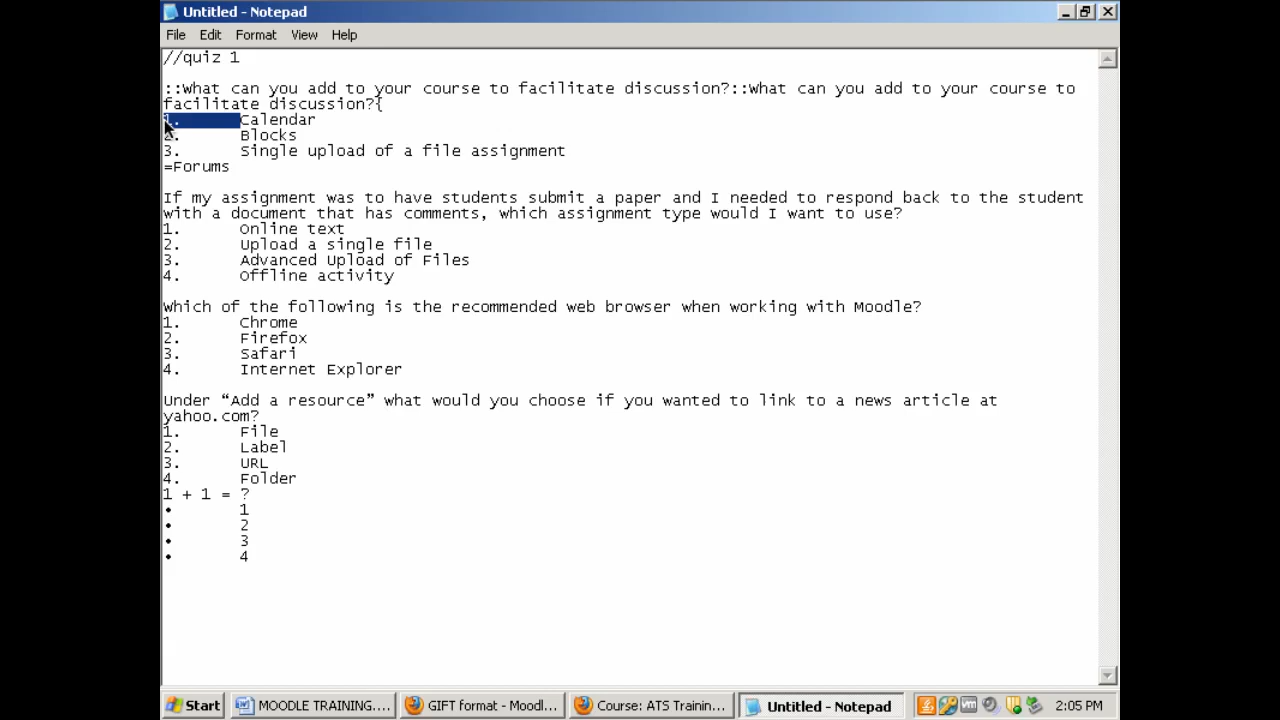 Untitled - Notepad
File Edit Format View Help
//quiz 1
::What can you add to your course to facilitate discussion?::What can you add to your course to
facilitate discussion?{
1. Calendar
2. Blocks
3. Single upload of a file assignment
=Forums
If my assignment was to have students submit a paper and I needed to respond back to the student
with a document that has comments, which assignment type would I want to use?
1. Online text
2. Upload a single file
3. Advanced Upload of Files
4. Offline activity
Which of the following is the recommended web browser when working with Moodle?
1. Chrome
2. Firefox
3. Safari
4. Internet Explorer
Under “Add a resource” what would you choose if you wanted to link to a news article at
yahoo.com?
1. File
2. Label
3. URL
4. Folder
1 + 1 = ?
• 1
• 2
• 3
• 4
Start MOODLE TRAINING.... GIFT format - Moodl... Course: ATS Trainin... Untitled - Notepad 2:05 PM